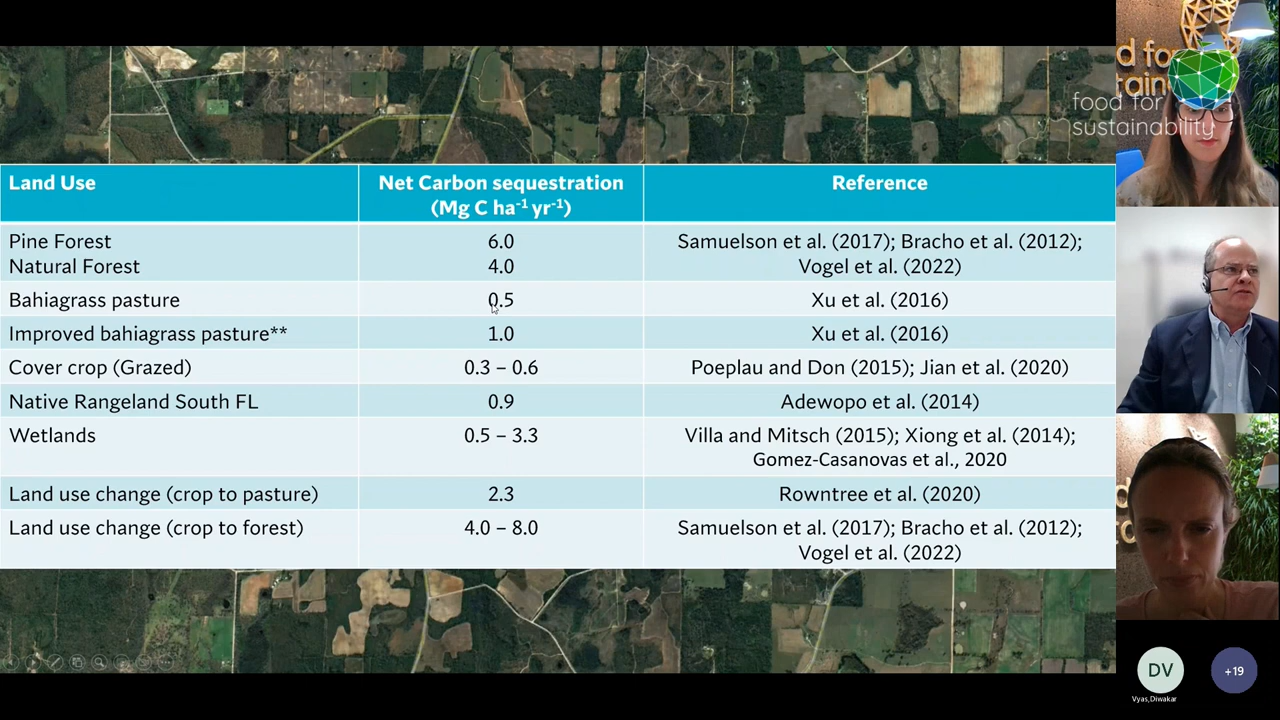 Land Use
Net Carbon sequestration
(Mg C ha⁻¹ yr⁻¹)
Reference
Pine Forest
Natural Forest
6.0
4.0
Samuelson et al. (2017); Bracho et al. (2012);
Vogel et al. (2022)
Bahiagrass pasture
0.5
Xu et al. (2016)
Improved bahiagrass pasture**
1.0
Xu et al. (2016)
Cover crop (Grazed)
0.3 – 0.6
Poeplau and Don (2015); Jian et al. (2020)
Native Rangeland South FL
0.9
Adewopo et al. (2014)
Wetlands
0.5 – 3.3
Villa and Mitsch (2015); Xiong et al. (2014);
Gomez-Casanovas et al., 2020
Land use change (crop to pasture)
2.3
Rowntree et al. (2020)
Land use change (crop to forest)
4.0 – 8.0
Samuelson et al. (2017); Bracho et al. (2012);
Vogel et al. (2022)
food for
sustainability
DV
+19
Vyas,Diwakar